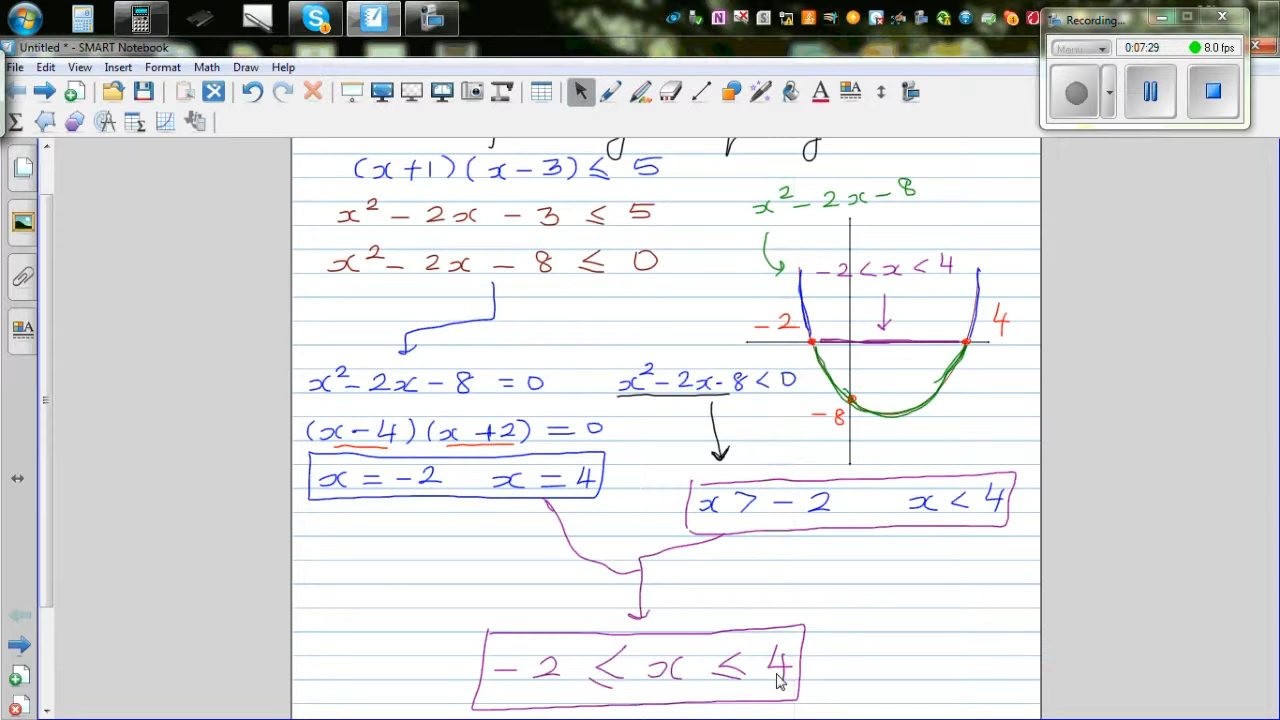 Untitled * - SMART Notebook
Recording...
Menu
0:07:29
8.0 fps
File Edit View Insert Format Math Draw Help
(x+1)(x-3) ≤ 5
x² - 2x - 3 ≤ 5
x² - 2x - 8 ≤ 0
x² - 2x - 8
-2 < x < 4
-2
4
-8
x² - 2x - 8 = 0
x² - 2x - 8 < 0
(x-4)(x+2) = 0
x = -2 x = 4
x > -2 x < 4
-2 ≤ x ≤ 4